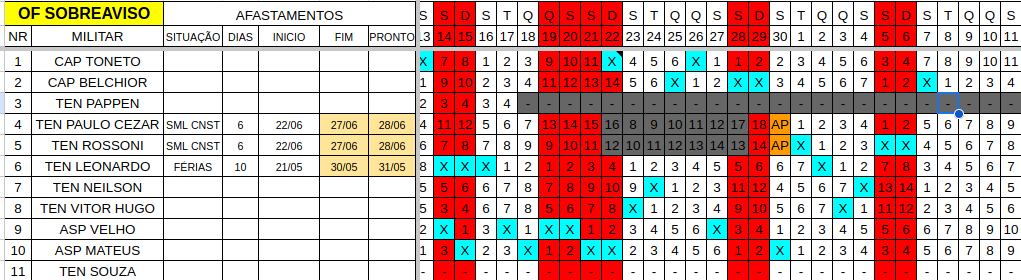 OF SOBREAVISO AFASTAMENTOS S S D S T Q Q S S D S T Q Q S S D S T Q Q S S D S T Q Q S
NR MILITAR SITUAÇÃO DIAS INICIO FIM PRONTO 13 14 15 16 17 18 19 20 21 22 23 24 25 26 27 28 29 30 1 2 3 4 5 6 7 8 9 10 11
1 CAP TONETO X 7 8 1 2 3 9 10 11 X 4 5 6 X 1 1 2 2 3 4 5 6 3 4 7 8 9 10 11
2 CAP BELCHIOR 1 9 10 2 3 4 11 12 13 14 5 6 X 1 2 X X 3 4 5 6 7 1 2 X 1 2 3 4
3 TEN PAPPEN 2 3 4 3 4 - - - - - - - - - - - - - - - - - - - - - - - -
4 TEN PAULO CEZAR SML CNST 6 22/06 27/06 28/06 4 11 12 5 6 7 13 14 15 16 8 9 10 11 12 17 18 AP 1 2 3 4 1 2 5 6 7 8 9
5 TEN ROSSONI SML CNST 6 22/06 27/06 28/06 5 7 8 7 8 9 9 10 11 12 10 11 12 13 14 13 14 AP X 1 2 3 X X 4 5 6 7 8
6 TEN LEONARDO FÉRIAS 10 21/05 30/05 31/05 8 X X X 1 2 1 2 3 4 1 2 3 4 5 5 6 6 7 X 1 2 7 8 3 4 5 6 7
7 TEN NEILSON 5 5 6 6 7 8 7 8 9 10 9 X 1 2 3 11 12 4 5 6 7 X 13 14 1 2 3 4 5
8 TEN VITOR HUGO 5 3 4 6 7 8 5 6 7 8 X 1 2 3 4 9 10 5 6 7 X 1 11 12 2 3 4 5 6
9 ASP VELHO 2 X 1 3 X 1 X X 1 2 2 3 4 5 X 3 4 1 2 3 4 5 5 6 6 7 8 9 10
10 ASP MATEUS 1 3 X 2 3 X 1 2 X X 2 3 4 5 6 1 2 X 1 2 3 4 3 4 5 6 7 8 9
11 TEN SOUZA - - - - - - - - - - - - - - - - - - - - - - - - - - - - -